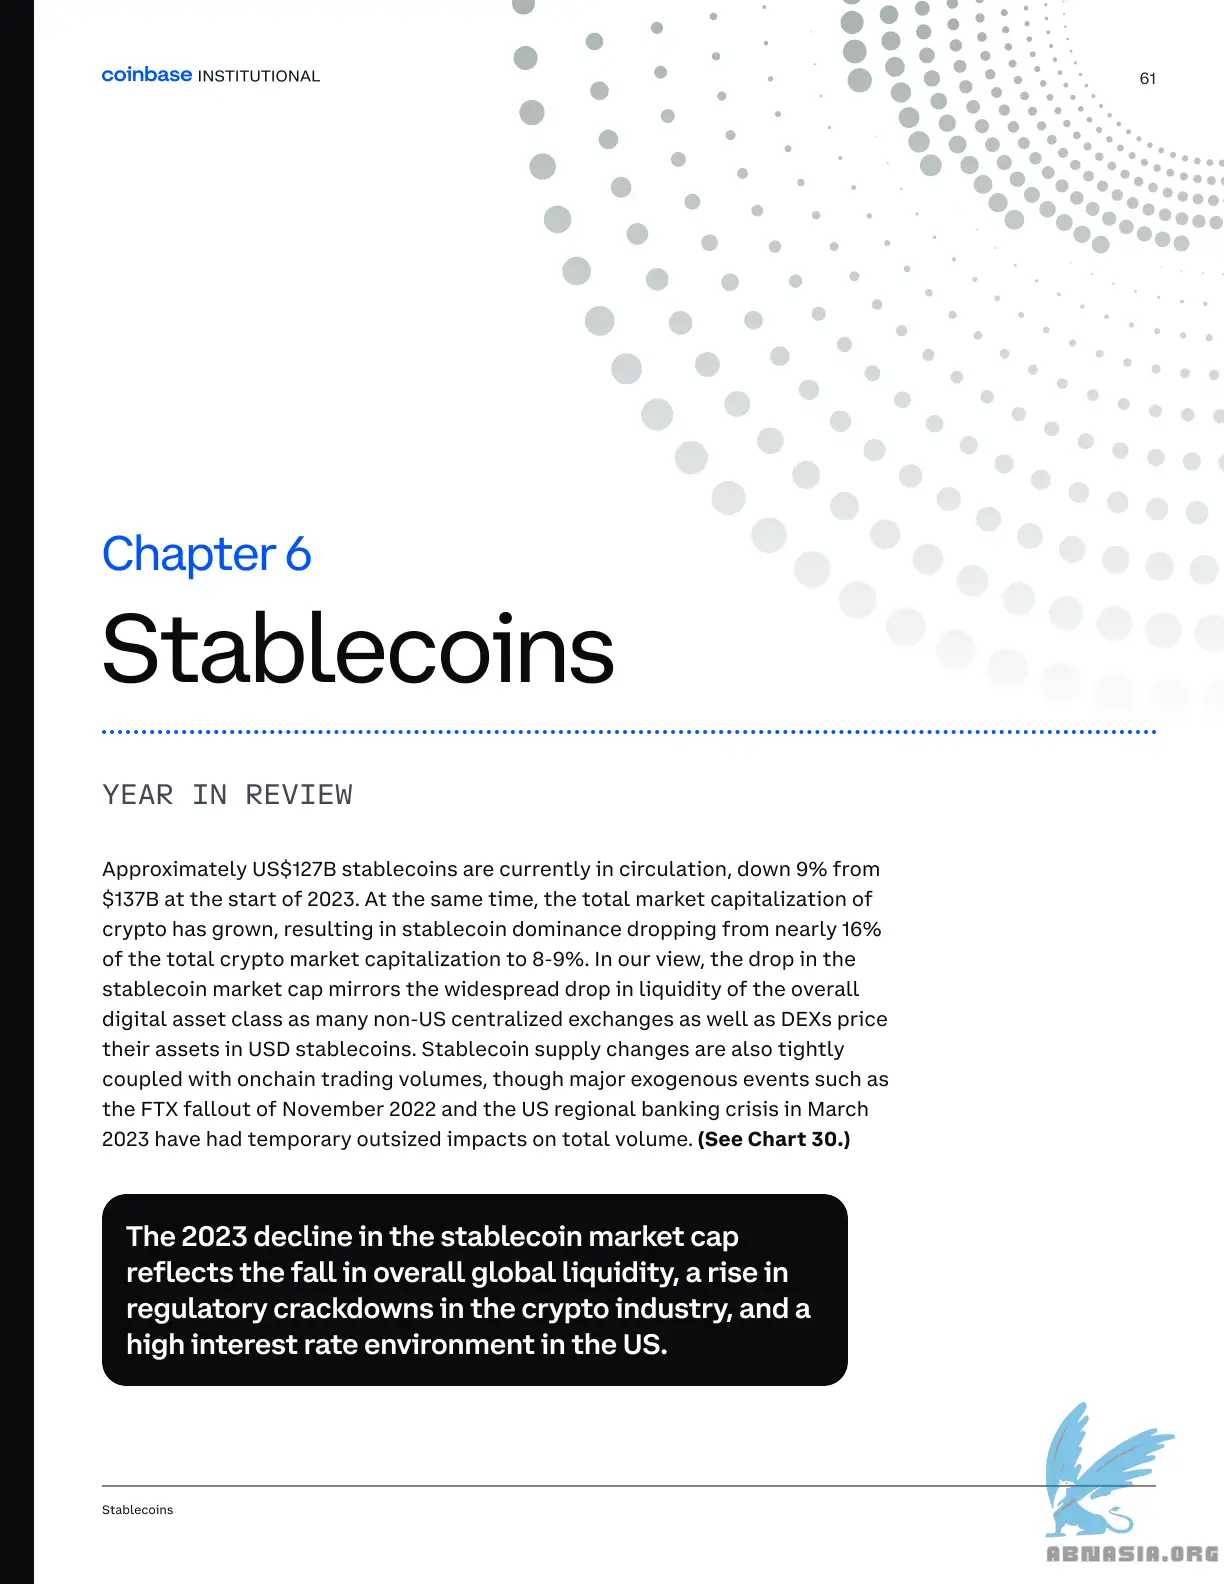 coinbase INSTITUTIONAL
61
Chapter 6
Stablecoins
YEAR IN REVIEW
Approximately US$127B stablecoins are currently in circulation, down 9% from
$137B at the start of 2023. At the same time, the total market capitalization of
crypto has grown, resulting in stablecoin dominance dropping from nearly 16%
of the total crypto market capitalization to 8-9%. In our view, the drop in the
stablecoin market cap mirrors the widespread drop in liquidity of the overall
digital asset class as many non-US centralized exchanges as well as DEXs price
their assets in USD stablecoins. Stablecoin supply changes are also tightly
coupled with onchain trading volumes, though major exogenous events such as
the FTX fallout of November 2022 and the US regional banking crisis in March
2023 have had temporary outsized impacts on total volume. (See Chart 30.)
The 2023 decline in the stablecoin market cap
reflects the fall in overall global liquidity, a rise in
regulatory crackdowns in the crypto industry, and a
high interest rate environment in the US.
Stablecoins
ABNASIA.ORG